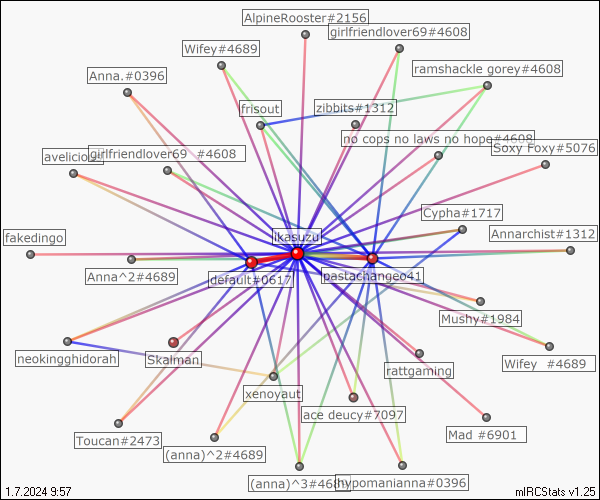 AlpineRooster#2156
girlfriendlover69#4608
Wifey#4689
ramshackle gorey#4608
Anna.#0396
frisout
zibbits#1312
no cops no laws no hope#4608
Soxy Foxy#5076
avelicious
girlfriendlover69 #4608
Cypha#1717
ikasuzu
Annarchist#1312
fakedingo
Anna^2#4689
default#0617
pastachangeo41
Mushy#1984
neokingghidorah
Skaiman
rattgaming
Wifey #4689
xenoyaut
ace deucy#7097
Toucan#2473
Mad #6901
(anna)^2#4689
(anna)^3#4689
hypomanianna#0396
1.7.2024 9:57
mIRCStats v1.25